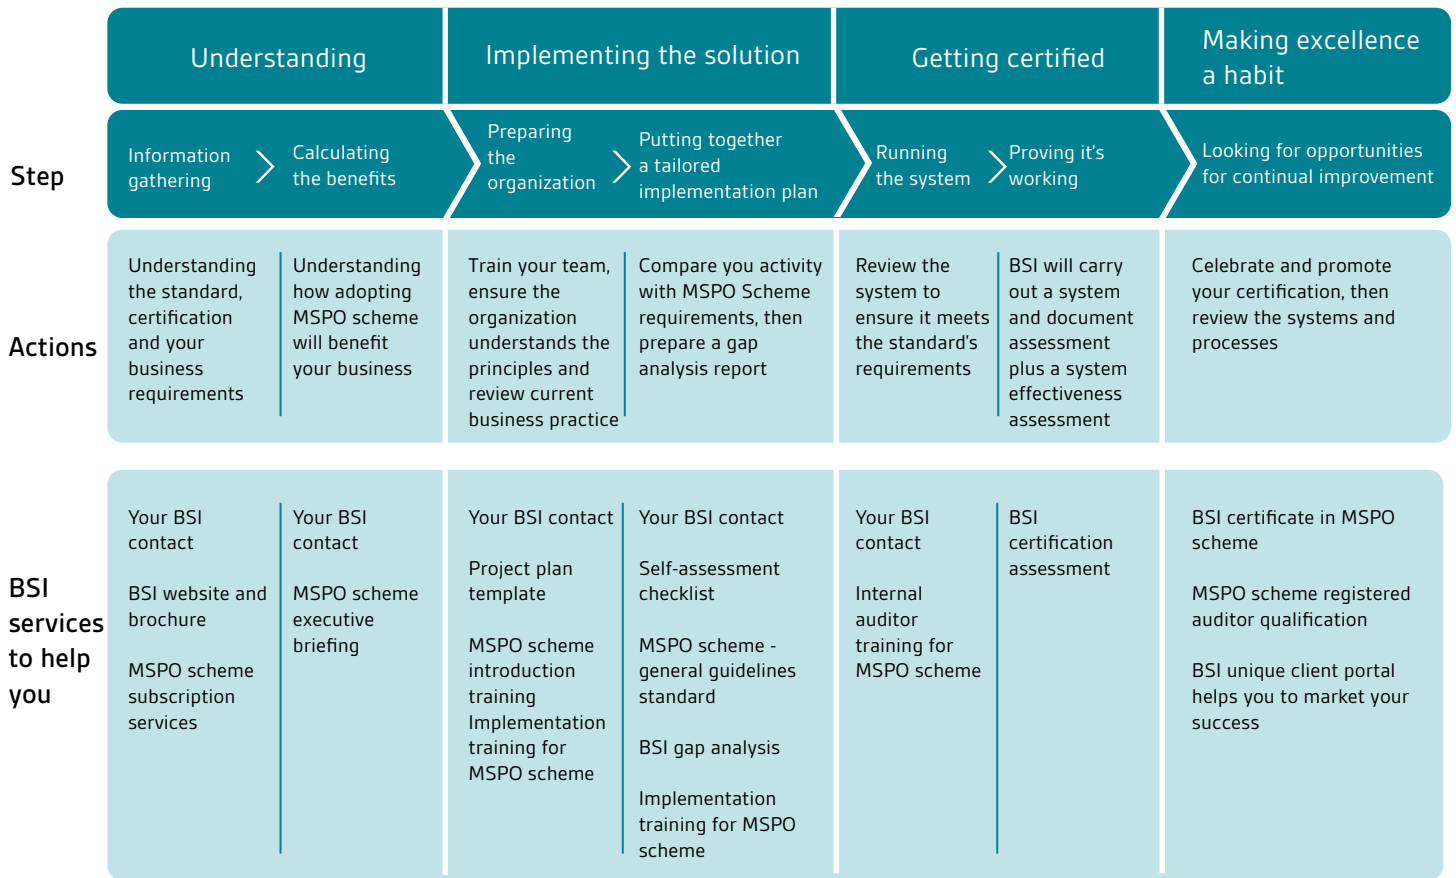 Understanding
Implementing the solution
Getting certified
Making excellence
a habit
Step
Information
gathering
Calculating
the benefits
Preparing
the
organization
Putting together
a tailored
implementation plan
Running
the system
Proving it's
working
Looking for opportunities
for continual improvement
Actions
Understanding
the standard,
certification
and your
business
requirements
Understanding
how adopting
MSPO scheme
will benefit
your business
Train your team,
ensure the
organization
understands the
principles and
review current
business practice
Compare you activity
with MSPO Scheme
requirements, then
prepare a gap
analysis report
Review the
system to
ensure it meets
the standard's
requirements
BSI will carry
out a system
and document
assessment
plus a system
effectiveness
assessment
Celebrate and promote
your certification, then
review the systems and
processes
BSI
services
to help
you
Your BSI
contact
BSI website and
brochure
MSPO scheme
subscription
services
Your BSI
contact
MSPO scheme
executive
briefing
Your BSI contact
Project plan
template
MSPO scheme
introduction
training
Implementation
training for
MSPO scheme
Your BSI contact
Self-assessment
checklist
MSPO scheme -
general guidelines
standard
BSI gap analysis
Implementation
training for MSPO
scheme
Your BSI
contact
Internal
auditor
training for
MSPO scheme
BSI
certification
assessment
BSI certificate in MSPO
scheme
MSPO scheme registered
auditor qualification
BSI unique client portal
helps you to market your
success